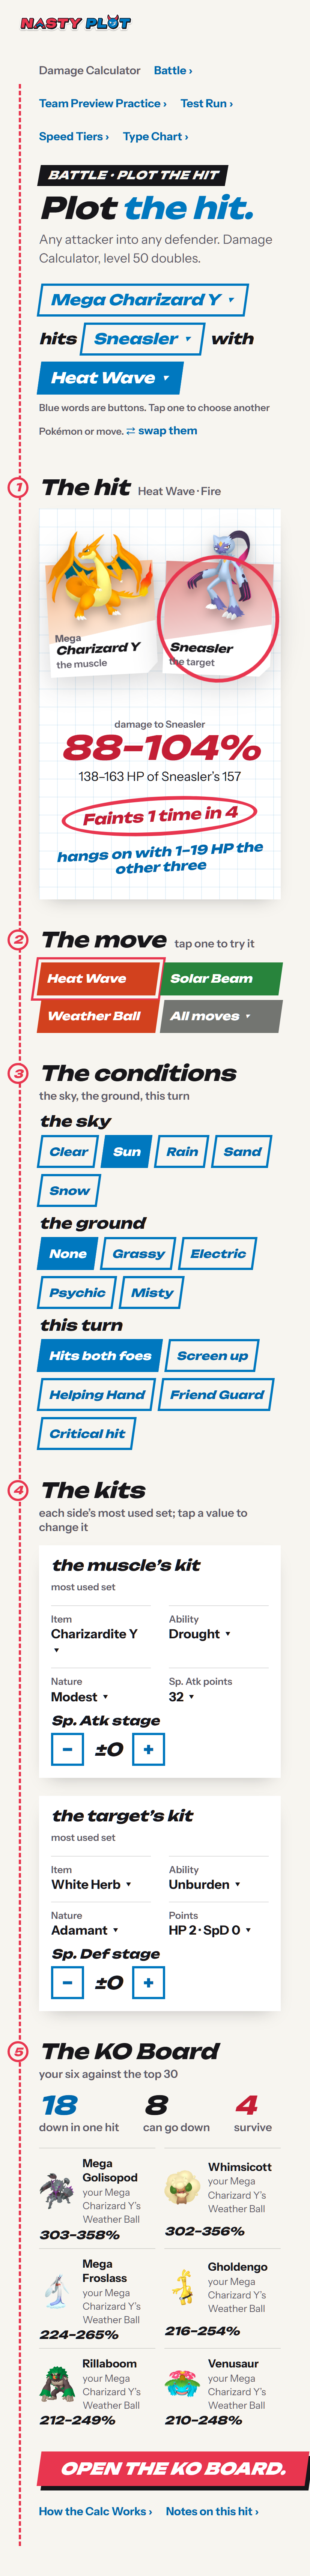 NASTY PLOT
Damage Calculator Battle ›
Team Preview Practice › Test Run ›
Speed Tiers › Type Chart ›
BATTLE · PLOT THE HIT
Plot the hit.
Any attacker into any defender. Damage
Calculator, level 50 doubles.
Mega Charizard Y ▾
hits Sneasler ▾ with
Heat Wave ▾
Blue words are buttons. Tap one to choose another
Pokémon or move. ⇄ swap them
1 The hit Heat Wave · Fire
Mega
Charizard Y
the muscle
Sneasler
the target
damage to Sneasler
88–104%
138–163 HP of Sneasler's 157
Faints 1 time in 4
hangs on with 1–19 HP the
other three
2 The move tap one to try it
Heat Wave Solar Beam
Weather Ball All moves ▾
3 The conditions
the sky, the ground, this turn
the sky
Clear Sun Rain Sand
Snow
the ground
None Grassy Electric
Psychic Misty
this turn
Hits both foes Screen up
Helping Hand Friend Guard
Critical hit
4 The kits
each side's most used set; tap a value to
change it
the muscle's kit
most used set
Item Ability
Charizardite Y ▾ Drought ▾
Nature Sp. Atk points
Modest ▾ 32 ▾
Sp. Atk stage
− ±0 +
the target's kit
most used set
Item Ability
White Herb ▾ Unburden ▾
Nature Points
Adamant ▾ HP 2 · SpD 0 ▾
Sp. Def stage
− ±0 +
5 The KO Board
your six against the top 30
18 8 4
down in one hit can go down survive
Mega
Golisopod
your Mega
Charizard Y's
Weather Ball
303–358%
Whimsicott
your Mega
Charizard Y's
Weather Ball
302–356%
Mega
Froslass
your Mega
Charizard Y's
Weather Ball
224–265%
Gholdengo
your Mega
Charizard Y's
Weather Ball
216–254%
Rillaboom
your Mega
Charizard Y's
Weather Ball
212–249%
Venusaur
your Mega
Charizard Y's
Weather Ball
210–248%
OPEN THE KO BOARD.
How the Calc Works › Notes on this hit ›